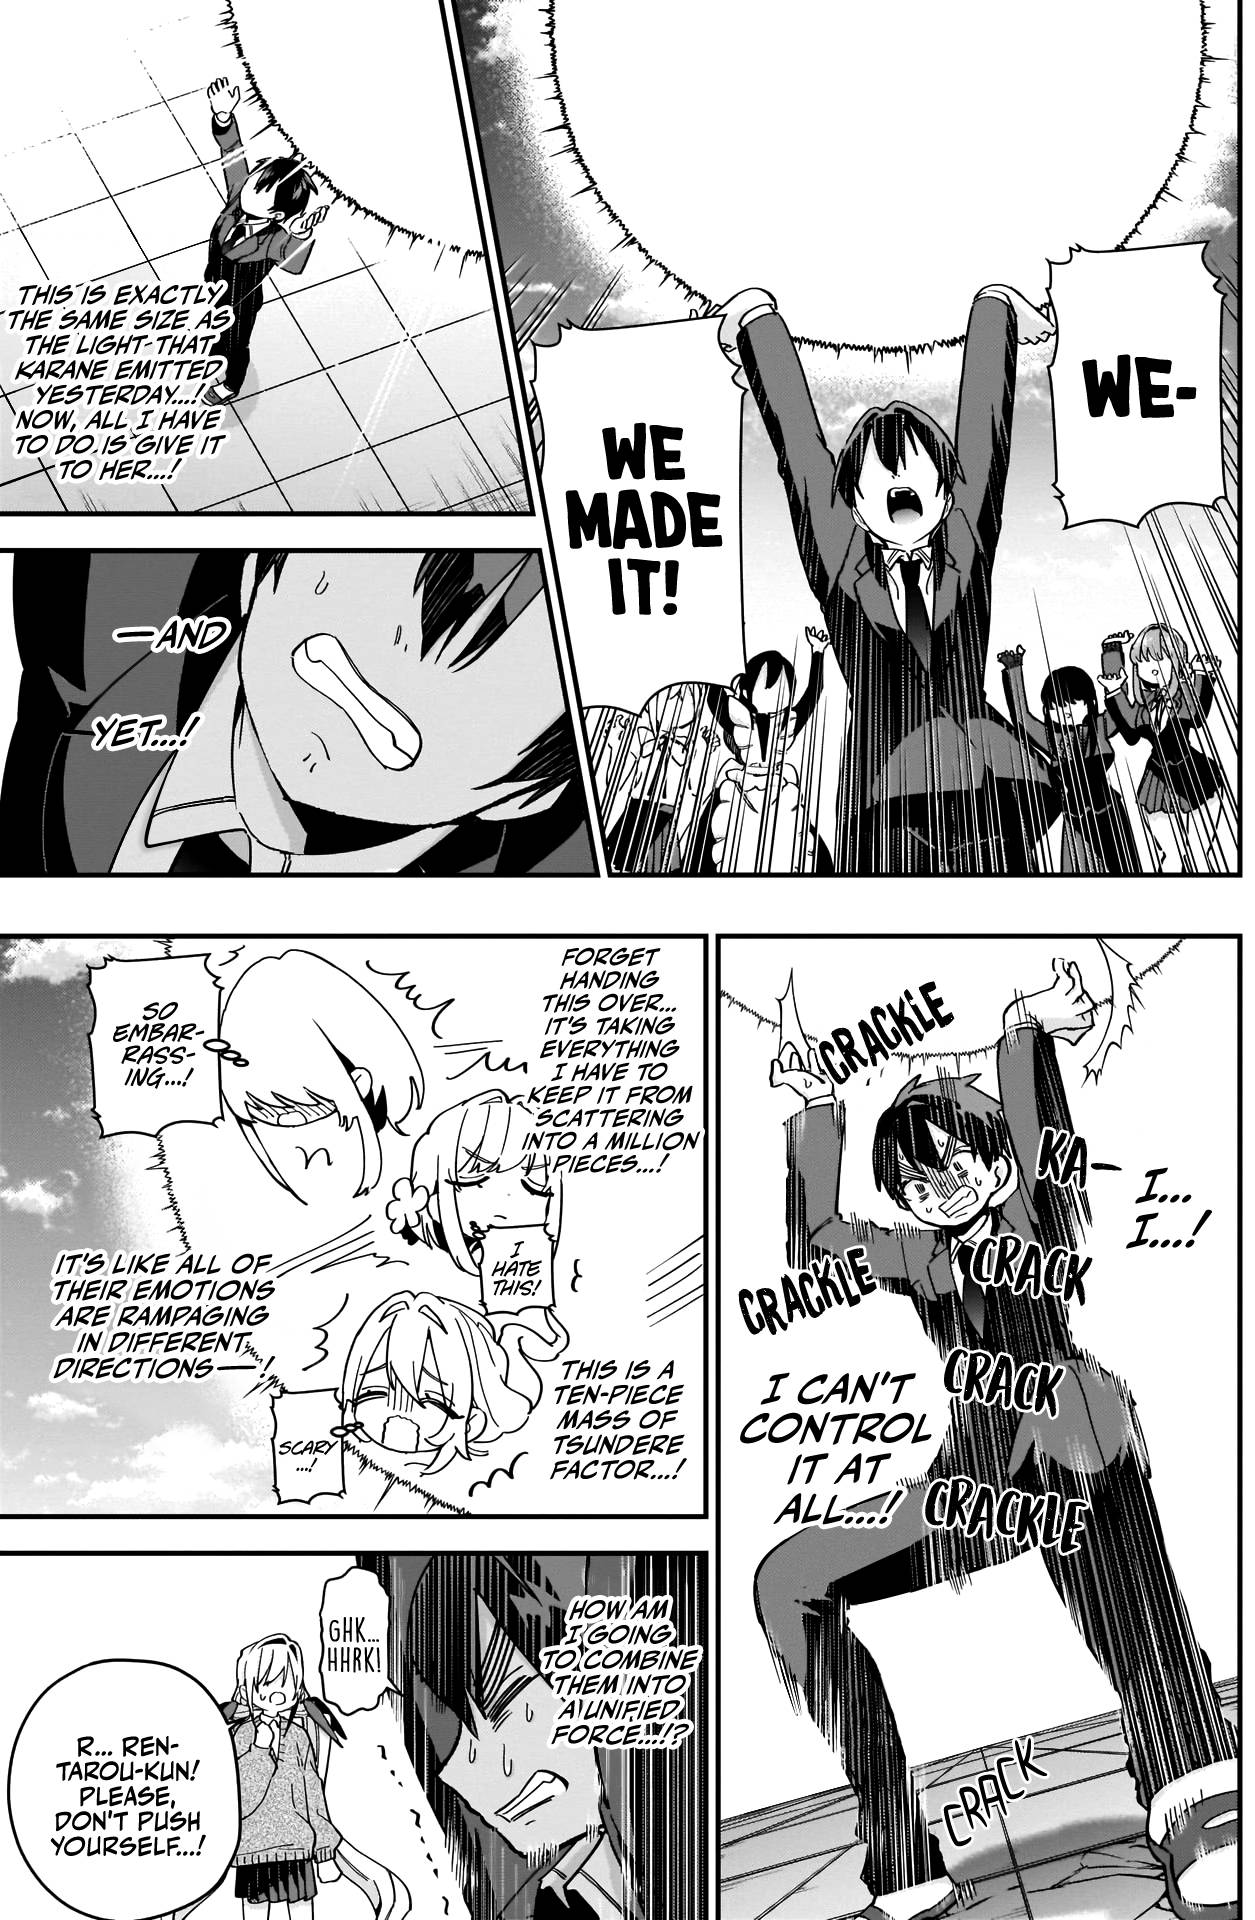 WE-
WE
MADE
IT!
THIS IS EXACTLY
THE SAME SIZE AS
THE LIGHT THAT
KARANE EMITTED
YESTERDAY...!
NOW, ALL I HAVE
TO DO IS GIVE IT
TO HER...!
—AND
YET...!
CRACKLE
KA—
I...
I...!
CRACK
CRACKLE
CRACK
I CAN'T
CONTROL
IT AT
ALL...!
CRACKLE
CRACK
FORGET
HANDING
THIS OVER...
IT'S TAKING
EVERYTHING
I HAVE TO
KEEP IT FROM
SCATTERING
INTO A MILLION
PIECES...!
SO
EMBAR-
RASS-
ING...!
I
HATE
THIS!
IT'S LIKE ALL OF
THEIR EMOTIONS
ARE RAMPAGING
IN DIFFERENT
DIRECTIONS—!
SCARY
...!
THIS IS A
TEN-PIECE
MASS OF
TSUNDERE
FACTOR...!
HOW AM
I GOING
TO COMBINE
THEM INTO
A UNIFIED
FORCE...!?
GHK...
HHRK!
R... REN-
TAROU-KUN!
PLEASE,
DON'T PUSH
YOURSELF...!